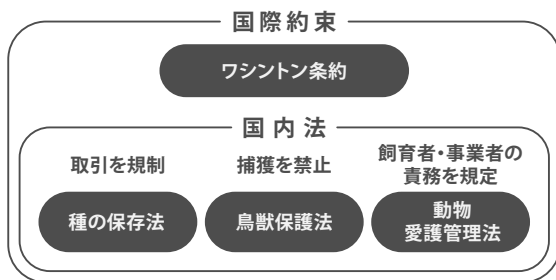 国際約束
ワシントン条約
国内法
取引を規制
種の保存法
捕獲を禁止
鳥獣保護法
飼育者・事業者の
責務を規定
動物
愛護管理法